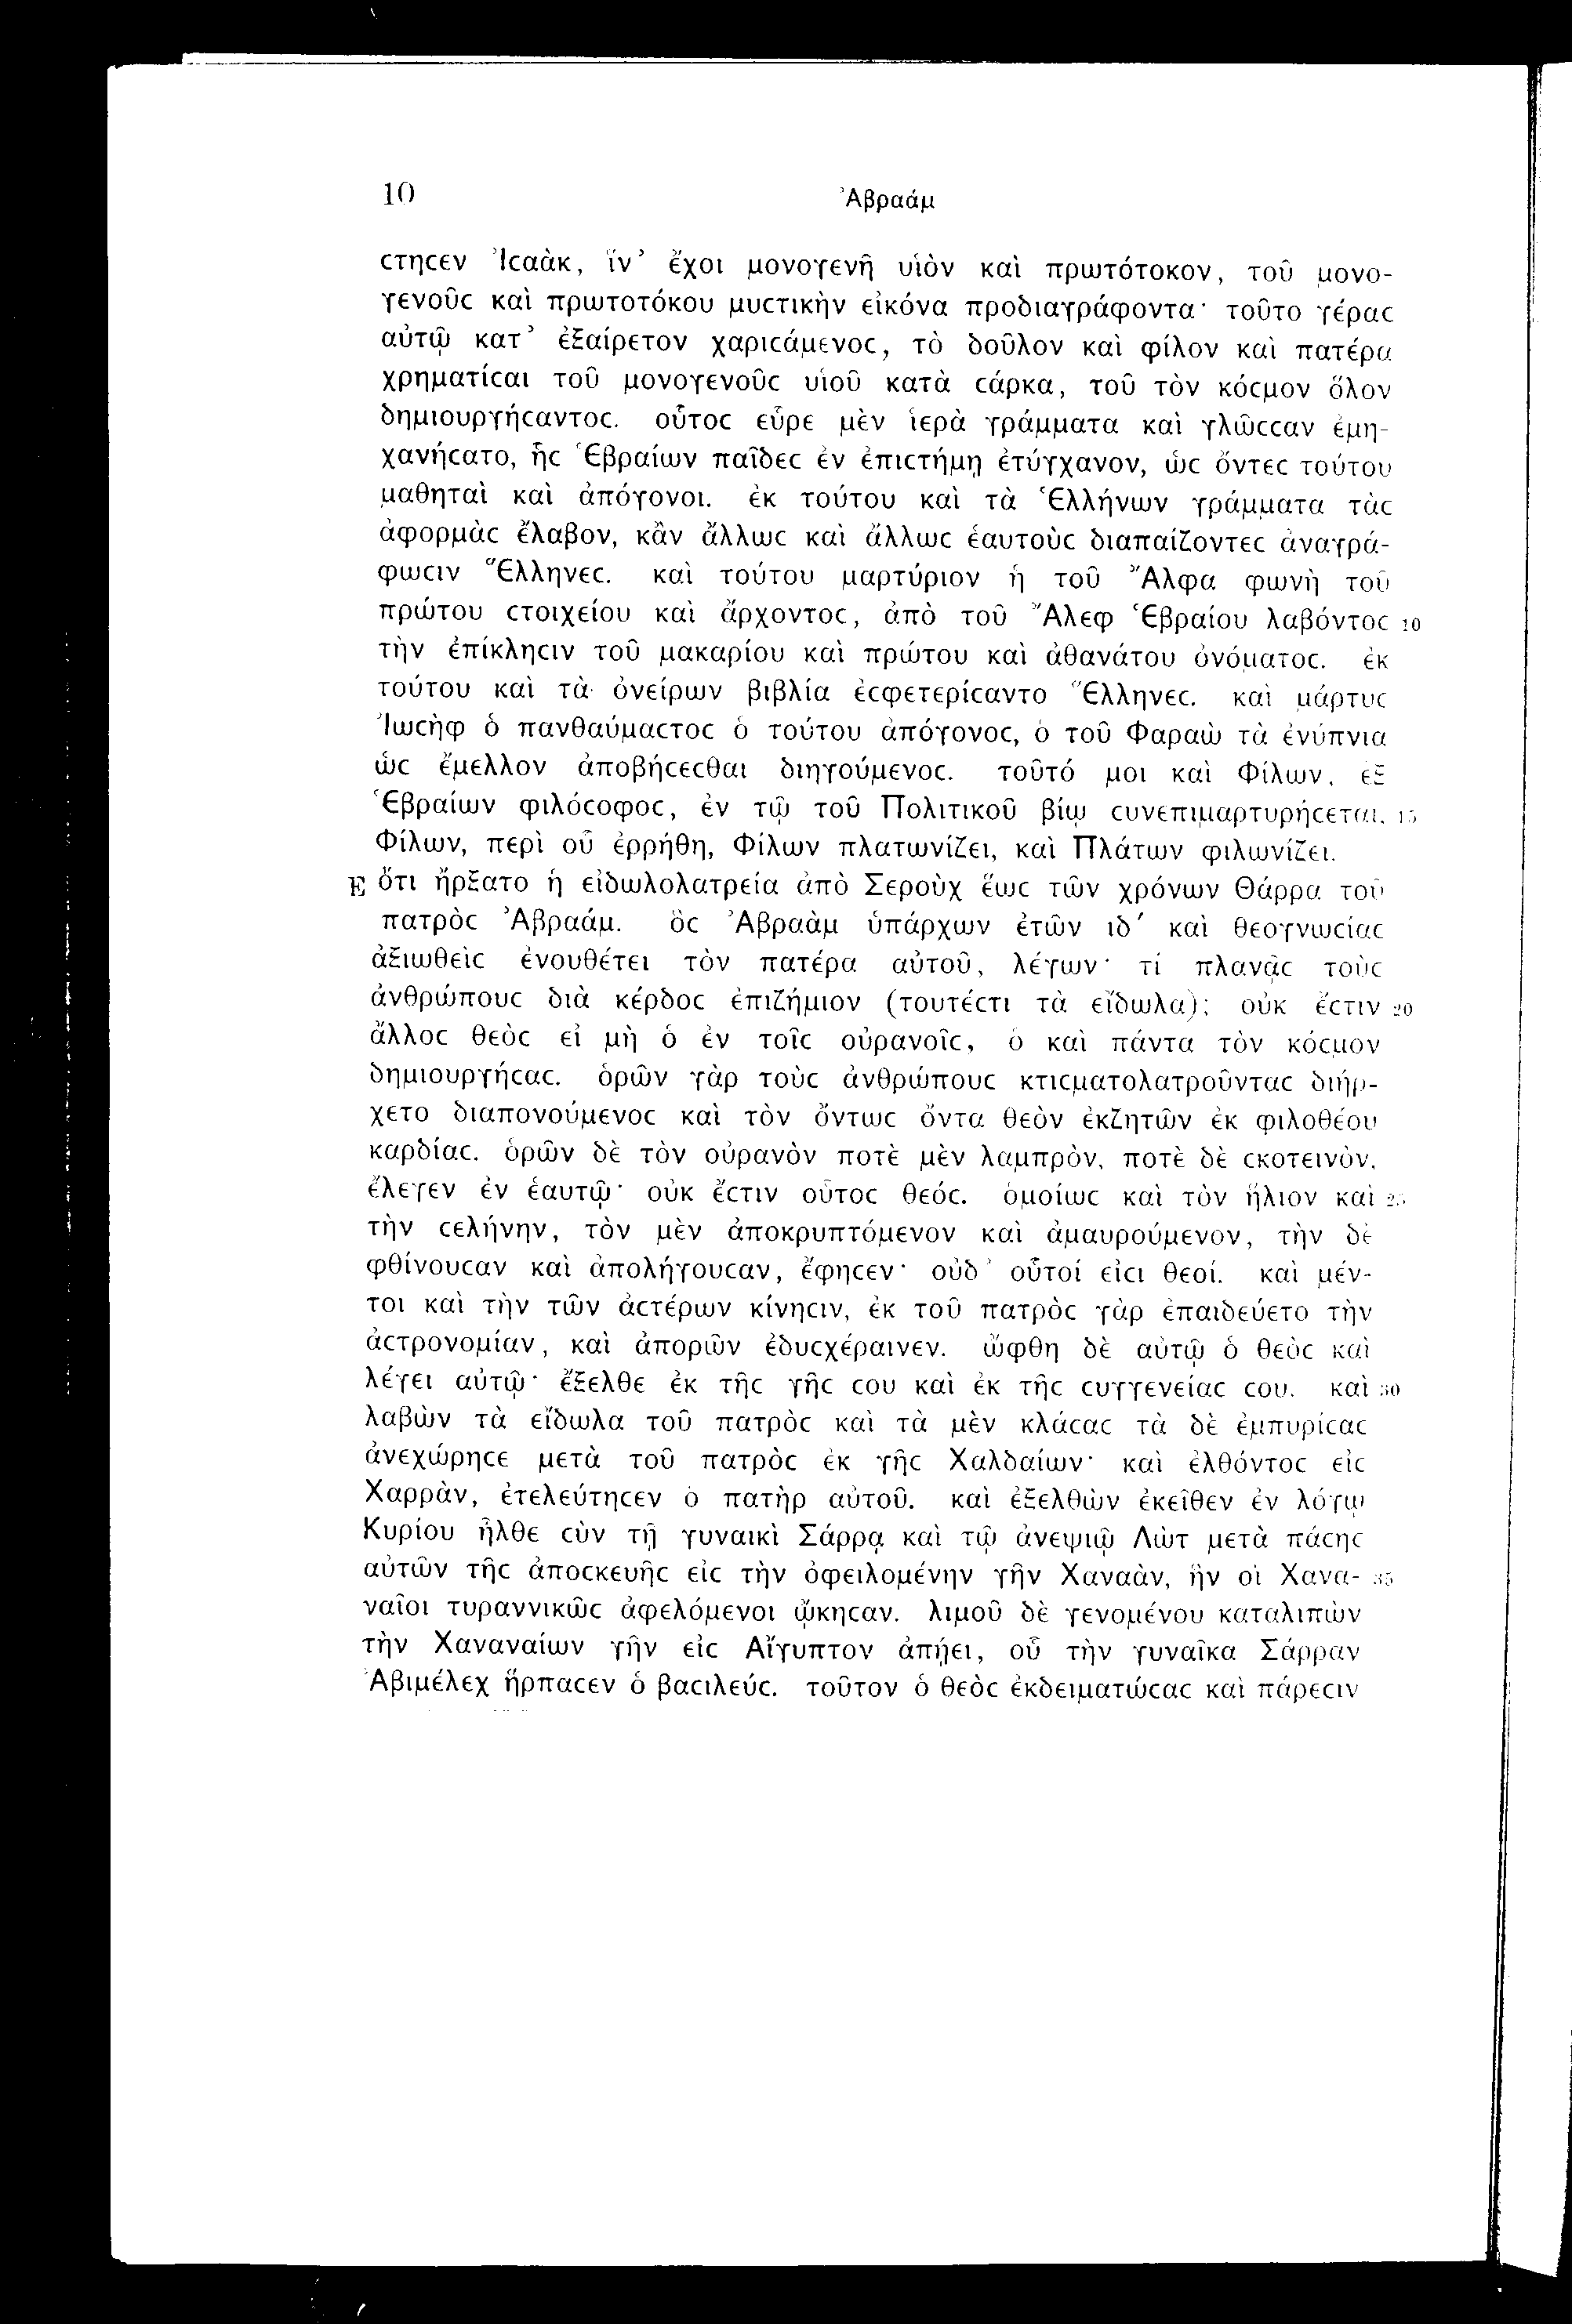 10 Ἀβραάμ
cτηcεν Ἰcαὰκ, ἵν’ ἔχοι μονογενῆ υἱὸν καὶ πρωτότοκον, τοῦ μονο-
γενοῦc καὶ πρωτοτόκου μυcτικὴν εἰκόνα προδιαγράφοντα· τοῦτο γέραc
αὐτῷ κατ’ ἐξαίρετον χαριcάμενοc, τὸ δοῦλον καὶ φίλον καὶ πατέρα
χρηματίcαι τοῦ μονογενοῦc υἱοῦ κατὰ cάρκα, τοῦ τὸν κόcμον ὅλον
δημιουργήcαντοc. οὗτοc εὗρε μὲν ἱερὰ γράμματα καὶ γλῶccαν ἐμη-
χανήcατο, ἧc Ἑβραίων παῖδεc ἐν ἐπιcτήμῃ ἐτύγχανον, ὡc ὄντεc τούτου
μαθηταὶ καὶ ἀπόγονοι. ἐκ τούτου καὶ τὰ Ἑλλήνων γράμματα τὰc
ἀφορμὰc ἔλαβον, κἂν ἄλλωc καὶ ἄλλωc ἑαυτοὺc διαπαίζοντεc ἀναγρά-
φωcιν Ἕλληνεc. καὶ τούτου μαρτύριον ἡ τοῦ Ἄλφα φωνὴ τοῦ
πρώτου cτοιχείου καὶ ἄρχοντοc, ἀπὸ τοῦ Ἄλεφ Ἑβραίου λαβόντοc 10
τὴν ἐπίκληcιν τοῦ μακαρίου καὶ πρώτου καὶ ἀθανάτου ὀνόματοc. ἐκ
τούτου καὶ τὰ ὀνείρων βιβλία ἐcφετερίcαντο Ἕλληνεc. καὶ μάρτυc
Ἰωcὴφ ὁ πανθαύμαcτοc ὁ τούτου ἀπόγονοc, ὁ τοῦ Φαραὼ τὰ ἐνύπνια
ὡc ἔμελλον ἀποβήcεcθαι διηγούμενοc. τοῦτό μοι καὶ Φίλων, ἐξ
Ἑβραίων φιλόcοφοc, ἐν τῷ τοῦ Πολιτικοῦ βίῳ cυνεπιμαρτυρήcεται, 15
Φίλων, περὶ οὗ ἐρρήθη, Φίλων πλατωνίζει, καὶ Πλάτων φιλωνίζει.
E ὅτι ἤρξατο ἡ εἰδωλολατρεία ἀπὸ Σεροὺχ ἕωc τῶν χρόνων Θάρρα τοῦ
πατρὸc Ἀβραάμ. ὃc Ἀβραὰμ ὑπάρχων ἐτῶν ιδ′ καὶ θεογνωcίαc
ἀξιωθεὶc ἐνουθέτει τὸν πατέρα αὐτοῦ, λέγων· τί πλανᾷc τοὺc
ἀνθρώπουc διὰ κέρδοc ἐπιζήμιον (τουτέcτι τὰ εἴδωλα); οὐκ ἔcτιν 20
ἄλλοc θεὸc εἰ μὴ ὁ ἐν τοῖc οὐρανοῖc, ὁ καὶ πάντα τὸν κόcμον
δημιουργήcαc. ὁρῶν γὰρ τοὺc ἀνθρώπουc κτιcματολατροῦνταc διήρ-
χετο διαπονούμενοc καὶ τὸν ὄντωc ὄντα θεὸν ἐκζητῶν ἐκ φιλοθέου
καρδίαc. ὁρῶν δὲ τὸν οὐρανὸν ποτὲ μὲν λαμπρὸν, ποτὲ δὲ cκοτεινὸν,
ἔλεγεν ἐν ἑαυτῷ· οὐκ ἔcτιν οὗτοc θεόc. ὁμοίωc καὶ τὸν ἥλιον καὶ 25
τὴν cελήνην, τὸν μὲν ἀποκρυπτόμενον καὶ ἀμαυρούμενον, τὴν δὲ
φθίνουcαν καὶ ἀπολήγουcαν, ἔφηcεν· οὐδ’ οὗτοί εἰcι θεοί. καὶ μέν-
τοι καὶ τὴν τῶν ἀcτέρων κίνηcιν, ἐκ τοῦ πατρὸc γὰρ ἐπαιδεύετο τὴν
ἀcτρονομίαν, καὶ ἀπορῶν ἐδυcχέραινεν. ὤφθη δὲ αὐτῷ ὁ θεὸc καὶ
λέγει αὐτῷ· ἔξελθε ἐκ τῆc γῆc cου καὶ ἐκ τῆc cυγγενείαc cου. καὶ 30
λαβὼν τὰ εἴδωλα τοῦ πατρὸc καὶ τὰ μὲν κλάcαc τὰ δὲ ἐμπυρίcαc
ἀνεχώρηcε μετὰ τοῦ πατρὸc ἐκ γῆc Χαλδαίων· καὶ ἐλθόντοc εἰc
Χαρρὰν, ἐτελεύτηcεν ὁ πατὴρ αὐτοῦ. καὶ ἐξελθὼν ἐκεῖθεν ἐν λόγῳ
Κυρίου ἦλθε cὺν τῇ γυναικὶ Σάρρᾳ καὶ τῷ ἀνεψιῷ Λὼτ μετὰ πάcηc
αὐτῶν τῆc ἀποcκευῆc εἰc τὴν ὀφειλομένην γῆν Χαναὰν, ἣν οἱ Χανα- 35
ναῖοι τυραννικῶc ἀφελόμενοι ᾤκηcαν. λιμοῦ δὲ γενομένου καταλιπὼν
τὴν Χαναναίων γῆν εἰc Αἴγυπτον ἀπῄει, οὗ τὴν γυναῖκα Σάρραν
Ἀβιμέλεχ ἥρπαcεν ὁ βαcιλεύc. τοῦτον ὁ θεὸc ἐκδειματώcαc καὶ πάρεcιν